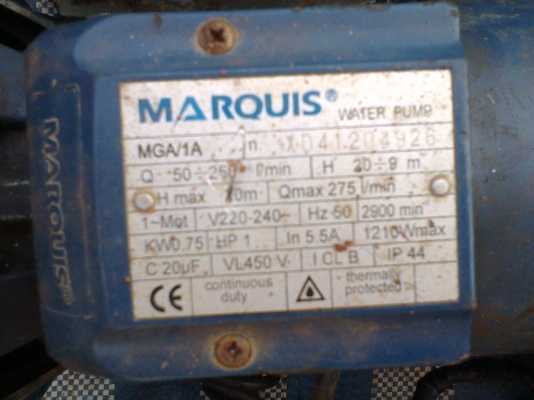 MARQUIS® WATER PUMP
MGA/1A n. X041204926
Q 50÷250 l/min H 20÷9 m
H max 20m Qmax 275 l/min
1~Mot V220-240~ Hz 50 2900 min
KW0.75 HP 1 In 5.5A 1210Wmax
C 20µF VL450 V I CL B IP 44
CE continuous duty thermally protected
MARQUIS®